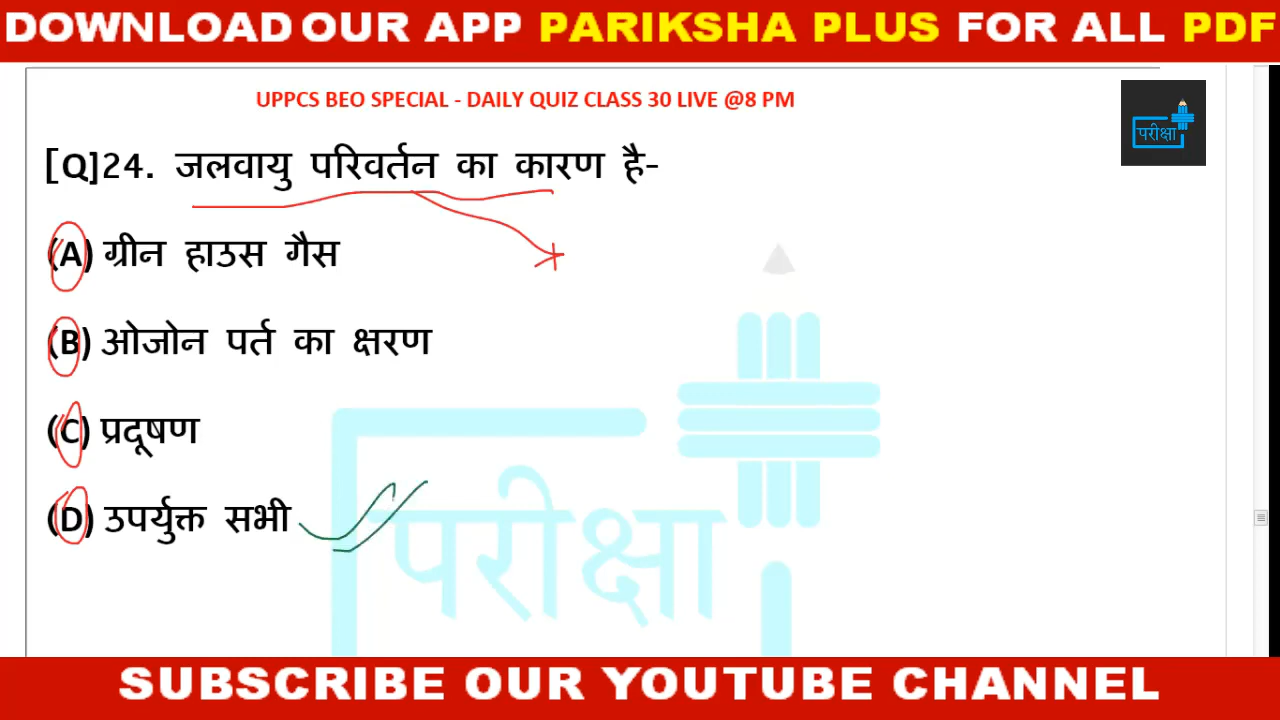 DOWNLOAD OUR APP PARIKSHA PLUS FOR ALL PDF
UPPCS BEO SPECIAL - DAILY QUIZ CLASS 30 LIVE @8 PM
परीक्षा
[Q]24. जलवायु परिवर्तन का कारण है-
(A) ग्रीन हाउस गैस
(B) ओजोन पर्त का क्षरण
(C) प्रदूषण
(D) उपर्युक्त सभी
परीक्षा
SUBSCRIBE OUR YOUTUBE CHANNEL